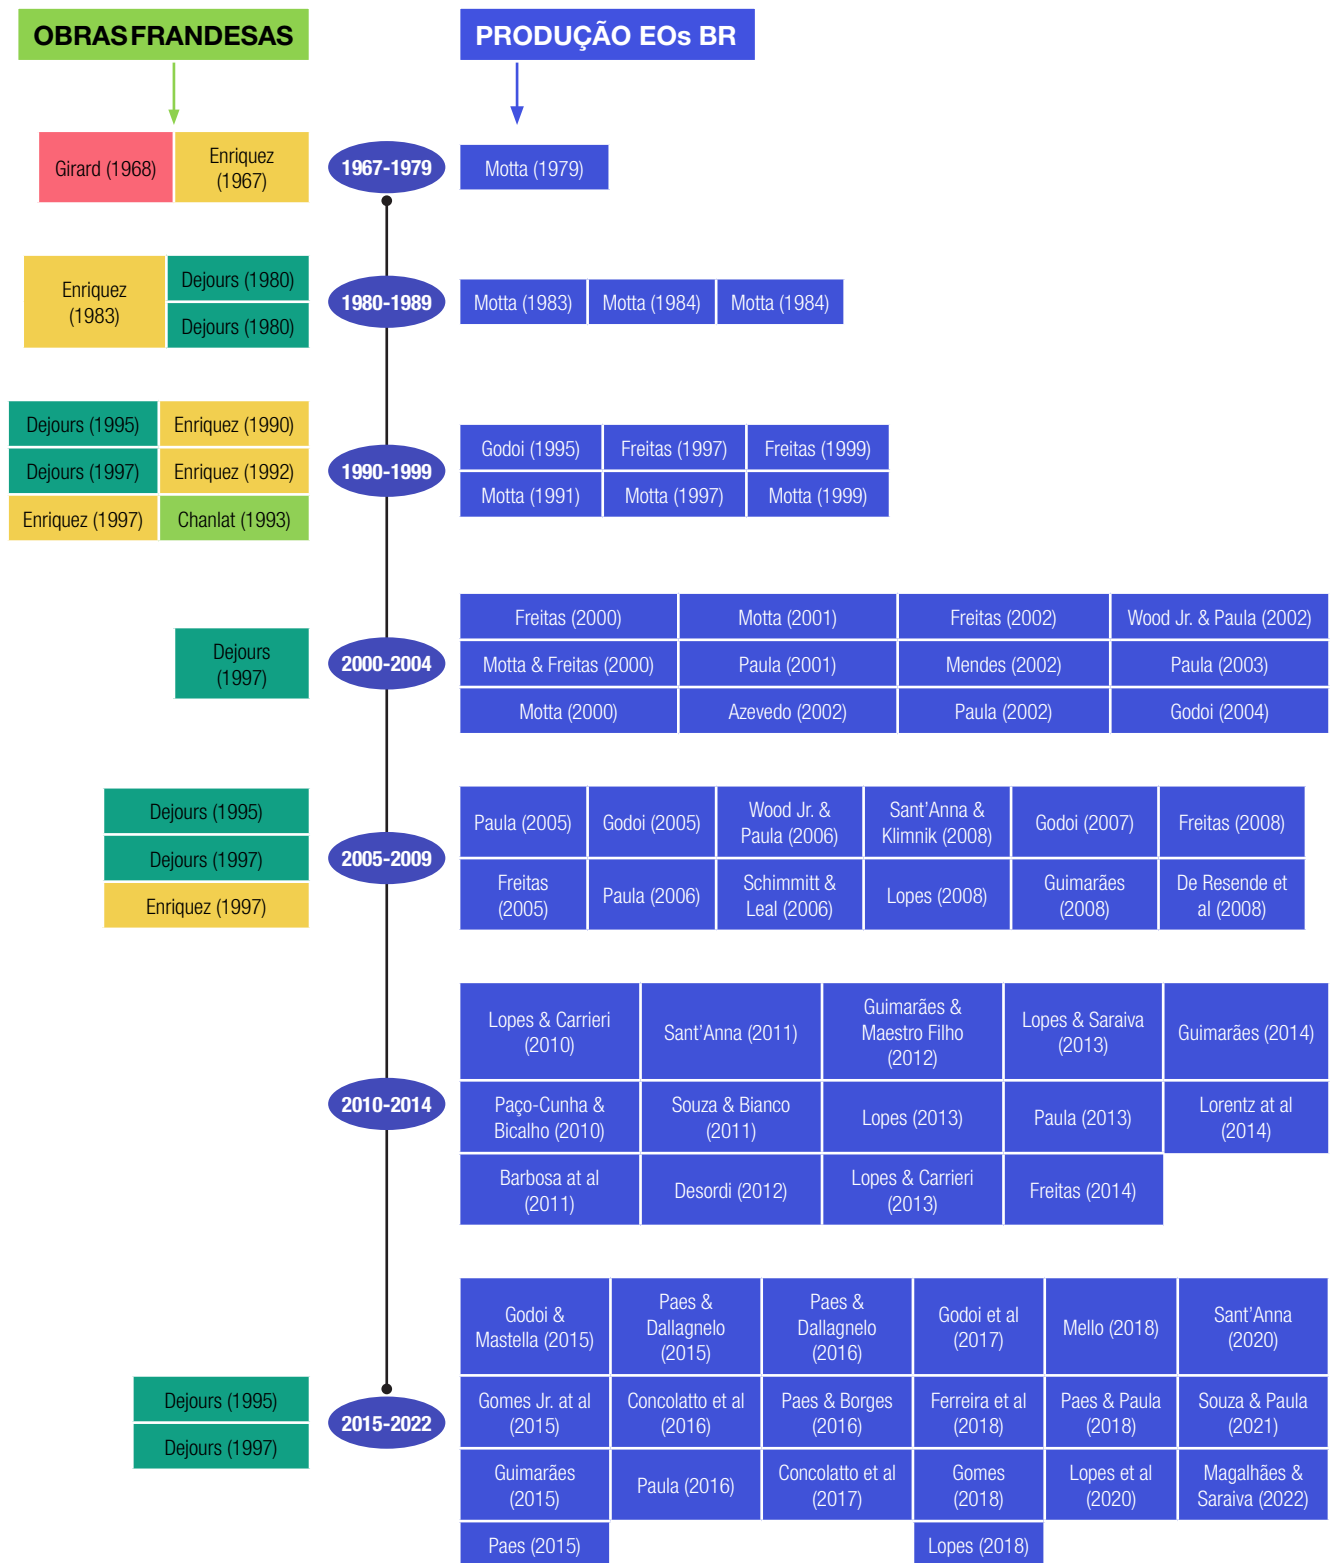 OBRAS FRANDESAS
PRODUÇÃO EOs BR
Girard (1968)
Enriquez
(1967)
1967-1979
Motta (1979)
Enriquez
(1983)
Dejours (1980)
Dejours (1980)
1980-1989
Motta (1983)
Motta (1984)
Motta (1984)
Dejours (1995)
Enriquez (1990)
Dejours (1997)
Enriquez (1992)
Enriquez (1997)
Chanlat (1993)
1990-1999
Godoi (1995)
Freitas (1997)
Freitas (1999)
Motta (1991)
Motta (1997)
Motta (1999)
Dejours
(1997)
2000-2004
Freitas (2000)
Motta (2001)
Freitas (2002)
Wood Jr. & Paula (2002)
Motta & Freitas (2000)
Paula (2001)
Mendes (2002)
Paula (2003)
Motta (2000)
Azevedo (2002)
Paula (2002)
Godoi (2004)
Dejours (1995)
Dejours (1997)
Enriquez (1997)
2005-2009
Paula (2005)
Godoi (2005)
Wood Jr. &
Paula (2006)
Sant'Anna &
Klimnik (2008)
Godoi (2007)
Freitas (2008)
Freitas
(2005)
Paula (2006)
Schimmitt &
Leal (2006)
Lopes (2008)
Guimarães
(2008)
De Resende et
al (2008)
2010-2014
Lopes & Carrieri
(2010)
Sant'Anna (2011)
Guimarães &
Maestro Filho
(2012)
Lopes & Saraiva
(2013)
Guimarães (2014)
Paço-Cunha &
Bicalho (2010)
Souza & Bianco
(2011)
Lopes (2013)
Paula (2013)
Lorentz at al
(2014)
Barbosa at al
(2011)
Desordi (2012)
Lopes & Carrieri
(2013)
Freitas (2014)
Dejours (1995)
Dejours (1997)
2015-2022
Godoi &
Mastella (2015)
Paes &
Dallagnelo
(2015)
Paes &
Dallagnelo
(2016)
Godoi et al
(2017)
Mello (2018)
Sant'Anna
(2020)
Gomes Jr. at al
(2015)
Concolatto et al
(2016)
Paes & Borges
(2016)
Ferreira et al
(2018)
Paes & Paula
(2018)
Souza & Paula
(2021)
Guimarães
(2015)
Paula (2016)
Concolatto et al
(2017)
Gomes
(2018)
Lopes et al
(2020)
Magalhães &
Saraiva (2022)
Paes (2015)
Lopes (2018)